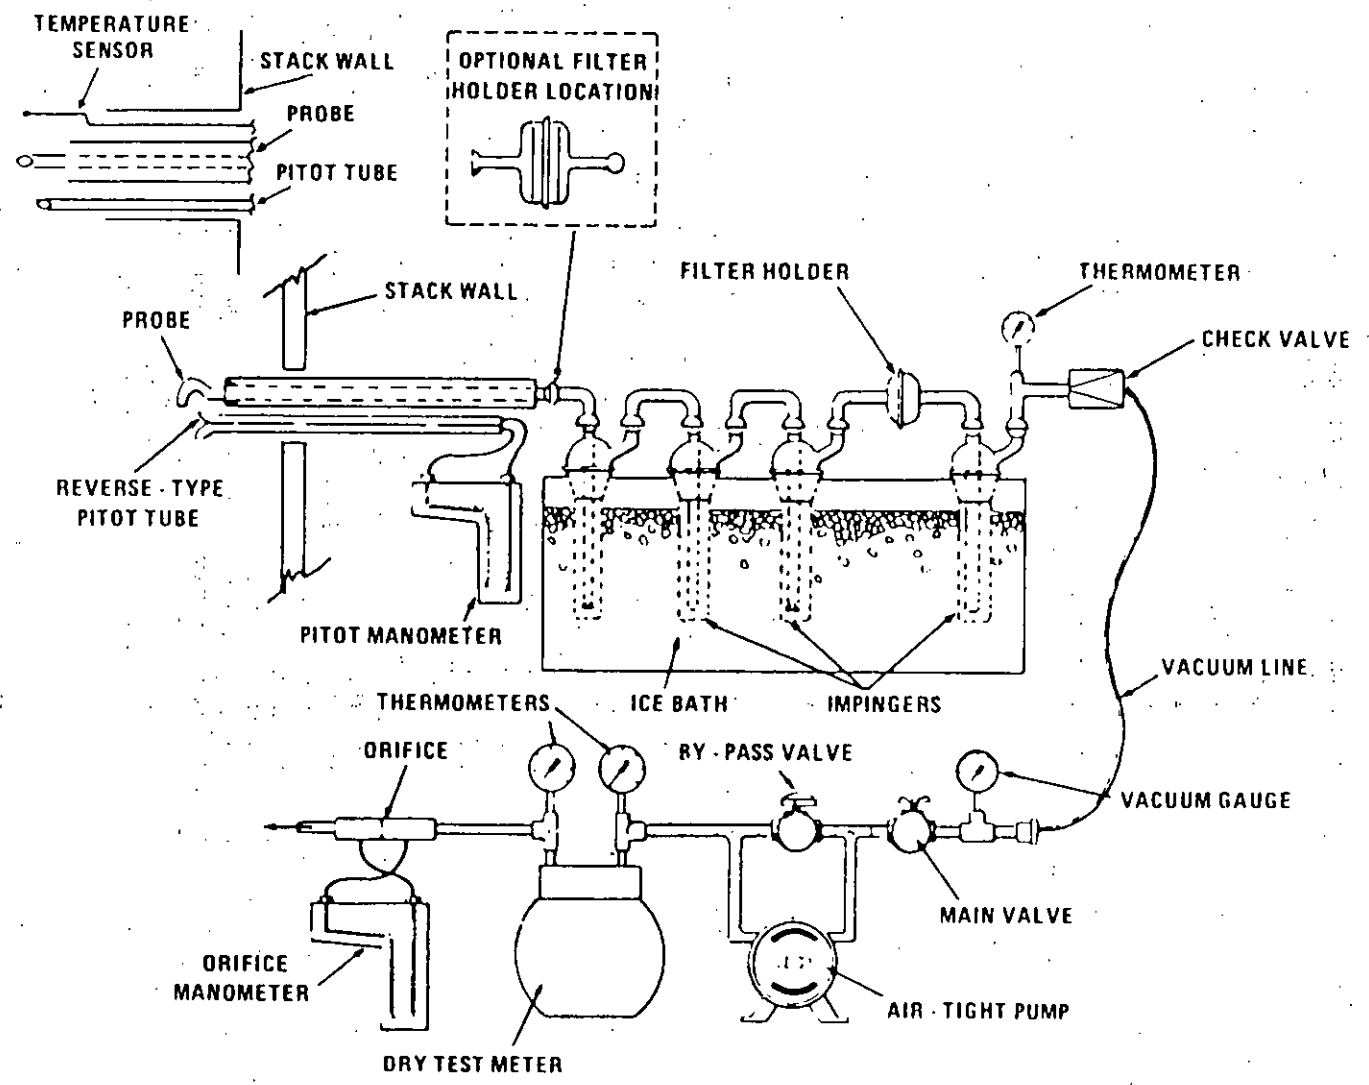 TEMPERATURE
SENSOR
STACK WALL
PROBE
PITOT TUBE
OPTIONAL FILTER
HOLDER LOCATION
STACK WALL
PROBE
FILTER HOLDER
THERMOMETER
CHECK VALVE
REVERSE - TYPE
PITOT TUBE
PITOT MANOMETER
ICE BATH
IMPINGERS
VACUUM LINE
THERMOMETERS
ORIFICE
BY - PASS VALVE
VACUUM GAUGE
MAIN VALVE
ORIFICE
MANOMETER
AIR - TIGHT PUMP
DRY TEST METER